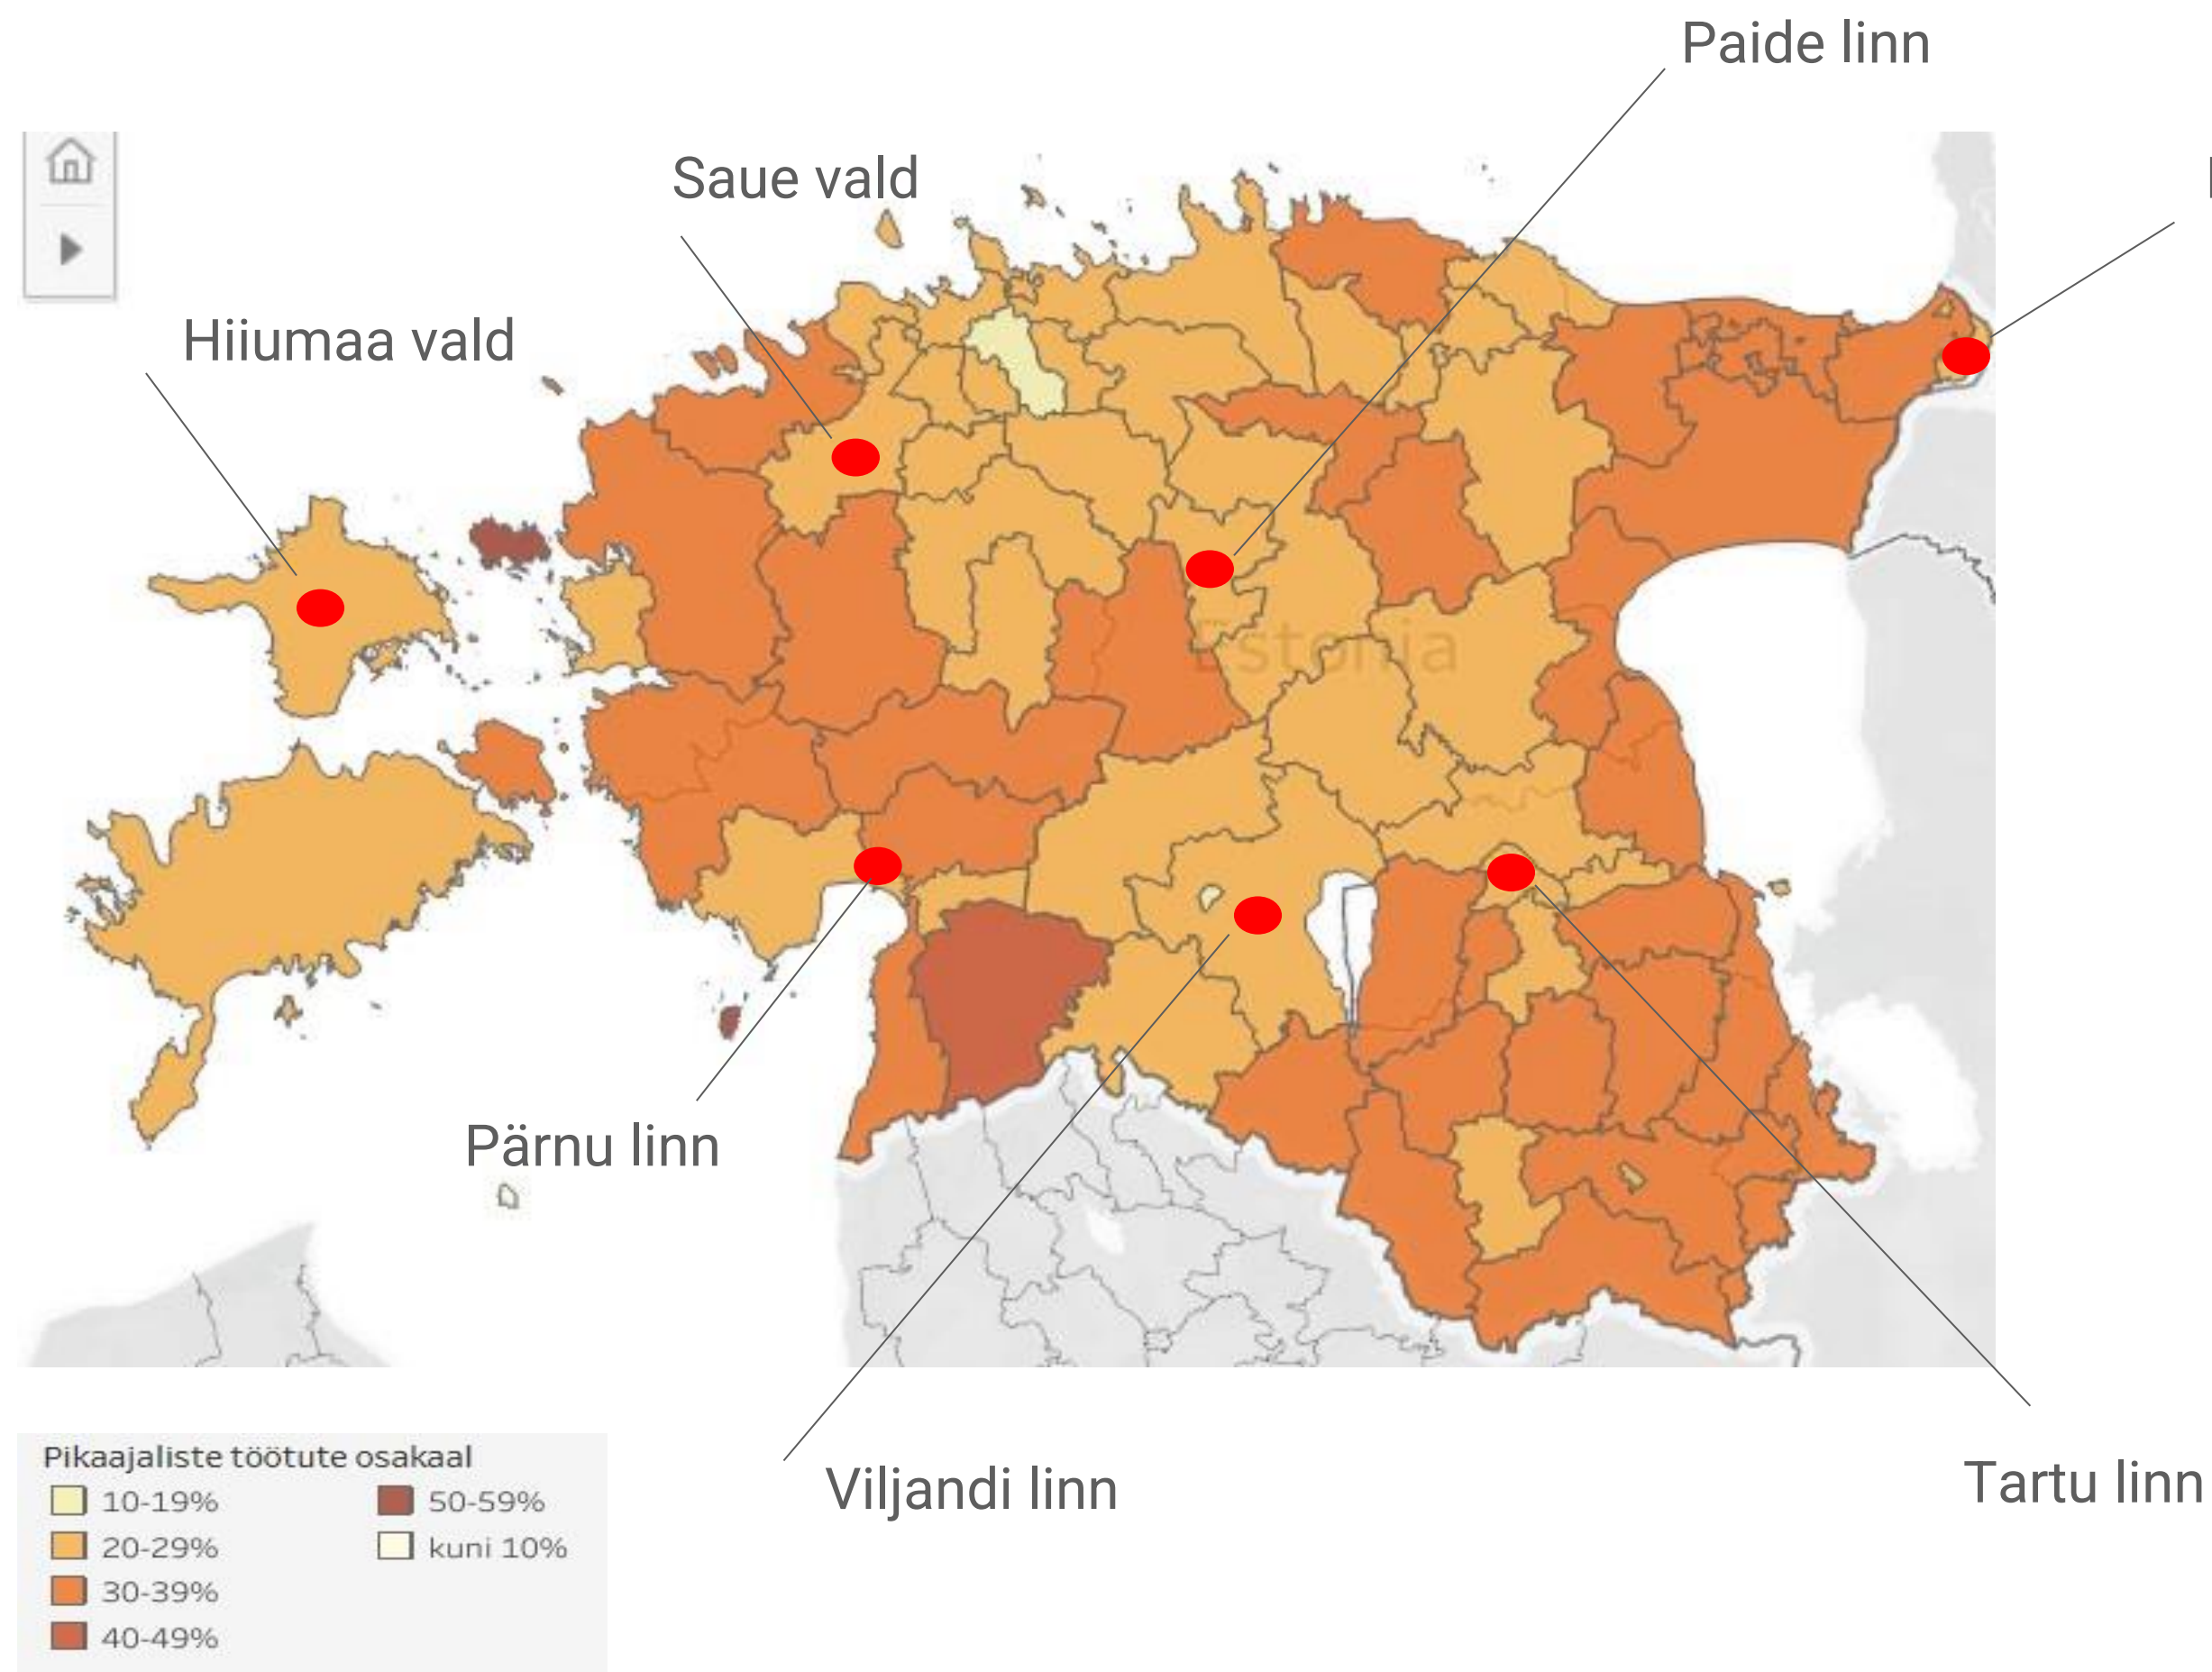 Paide linn
Saue vald
Hiiumaa vald
Estonia
Pärnu linn
Viljandi linn
Tartu linn
Pikaajaliste töötute osakaal
10-19%
20-29%
30-39%
40-49%
50-59%
kuni 10%